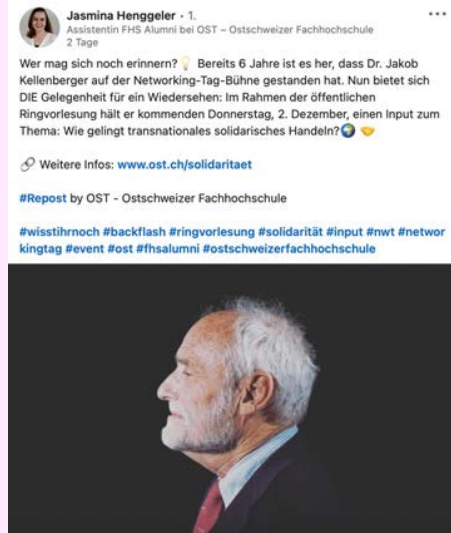 Jasmina Henggeler • 1.
Assistentin FHS Alumni bei OST – Ostschweizer Fachhochschule
2 Tage
Wer mag sich noch erinnern?💡 Bereits 6 Jahre ist es her, dass Dr. Jakob
Kellenberger auf der Networking-Tag-Bühne gestanden hat. Nun bietet sich
DIE Gelegenheit für ein Wiedersehen: Im Rahmen der öffentlichen
Ringvorlesung hält er kommenden Donnerstag, 2. Dezember, einen Input zum
Thema: Wie gelingt transnationales solidarisches Handeln?🌍 🤝
🔗 Weitere Infos: www.ost.ch/solidaritaet
#Repost by OST - Ostschweizer Fachhochschule
#wisstihrnoch #backflash #ringvorlesung #solidarität #input #nwt #networ
kingtag #event #ost #fhsalumni #ostschweizerfachhochschule